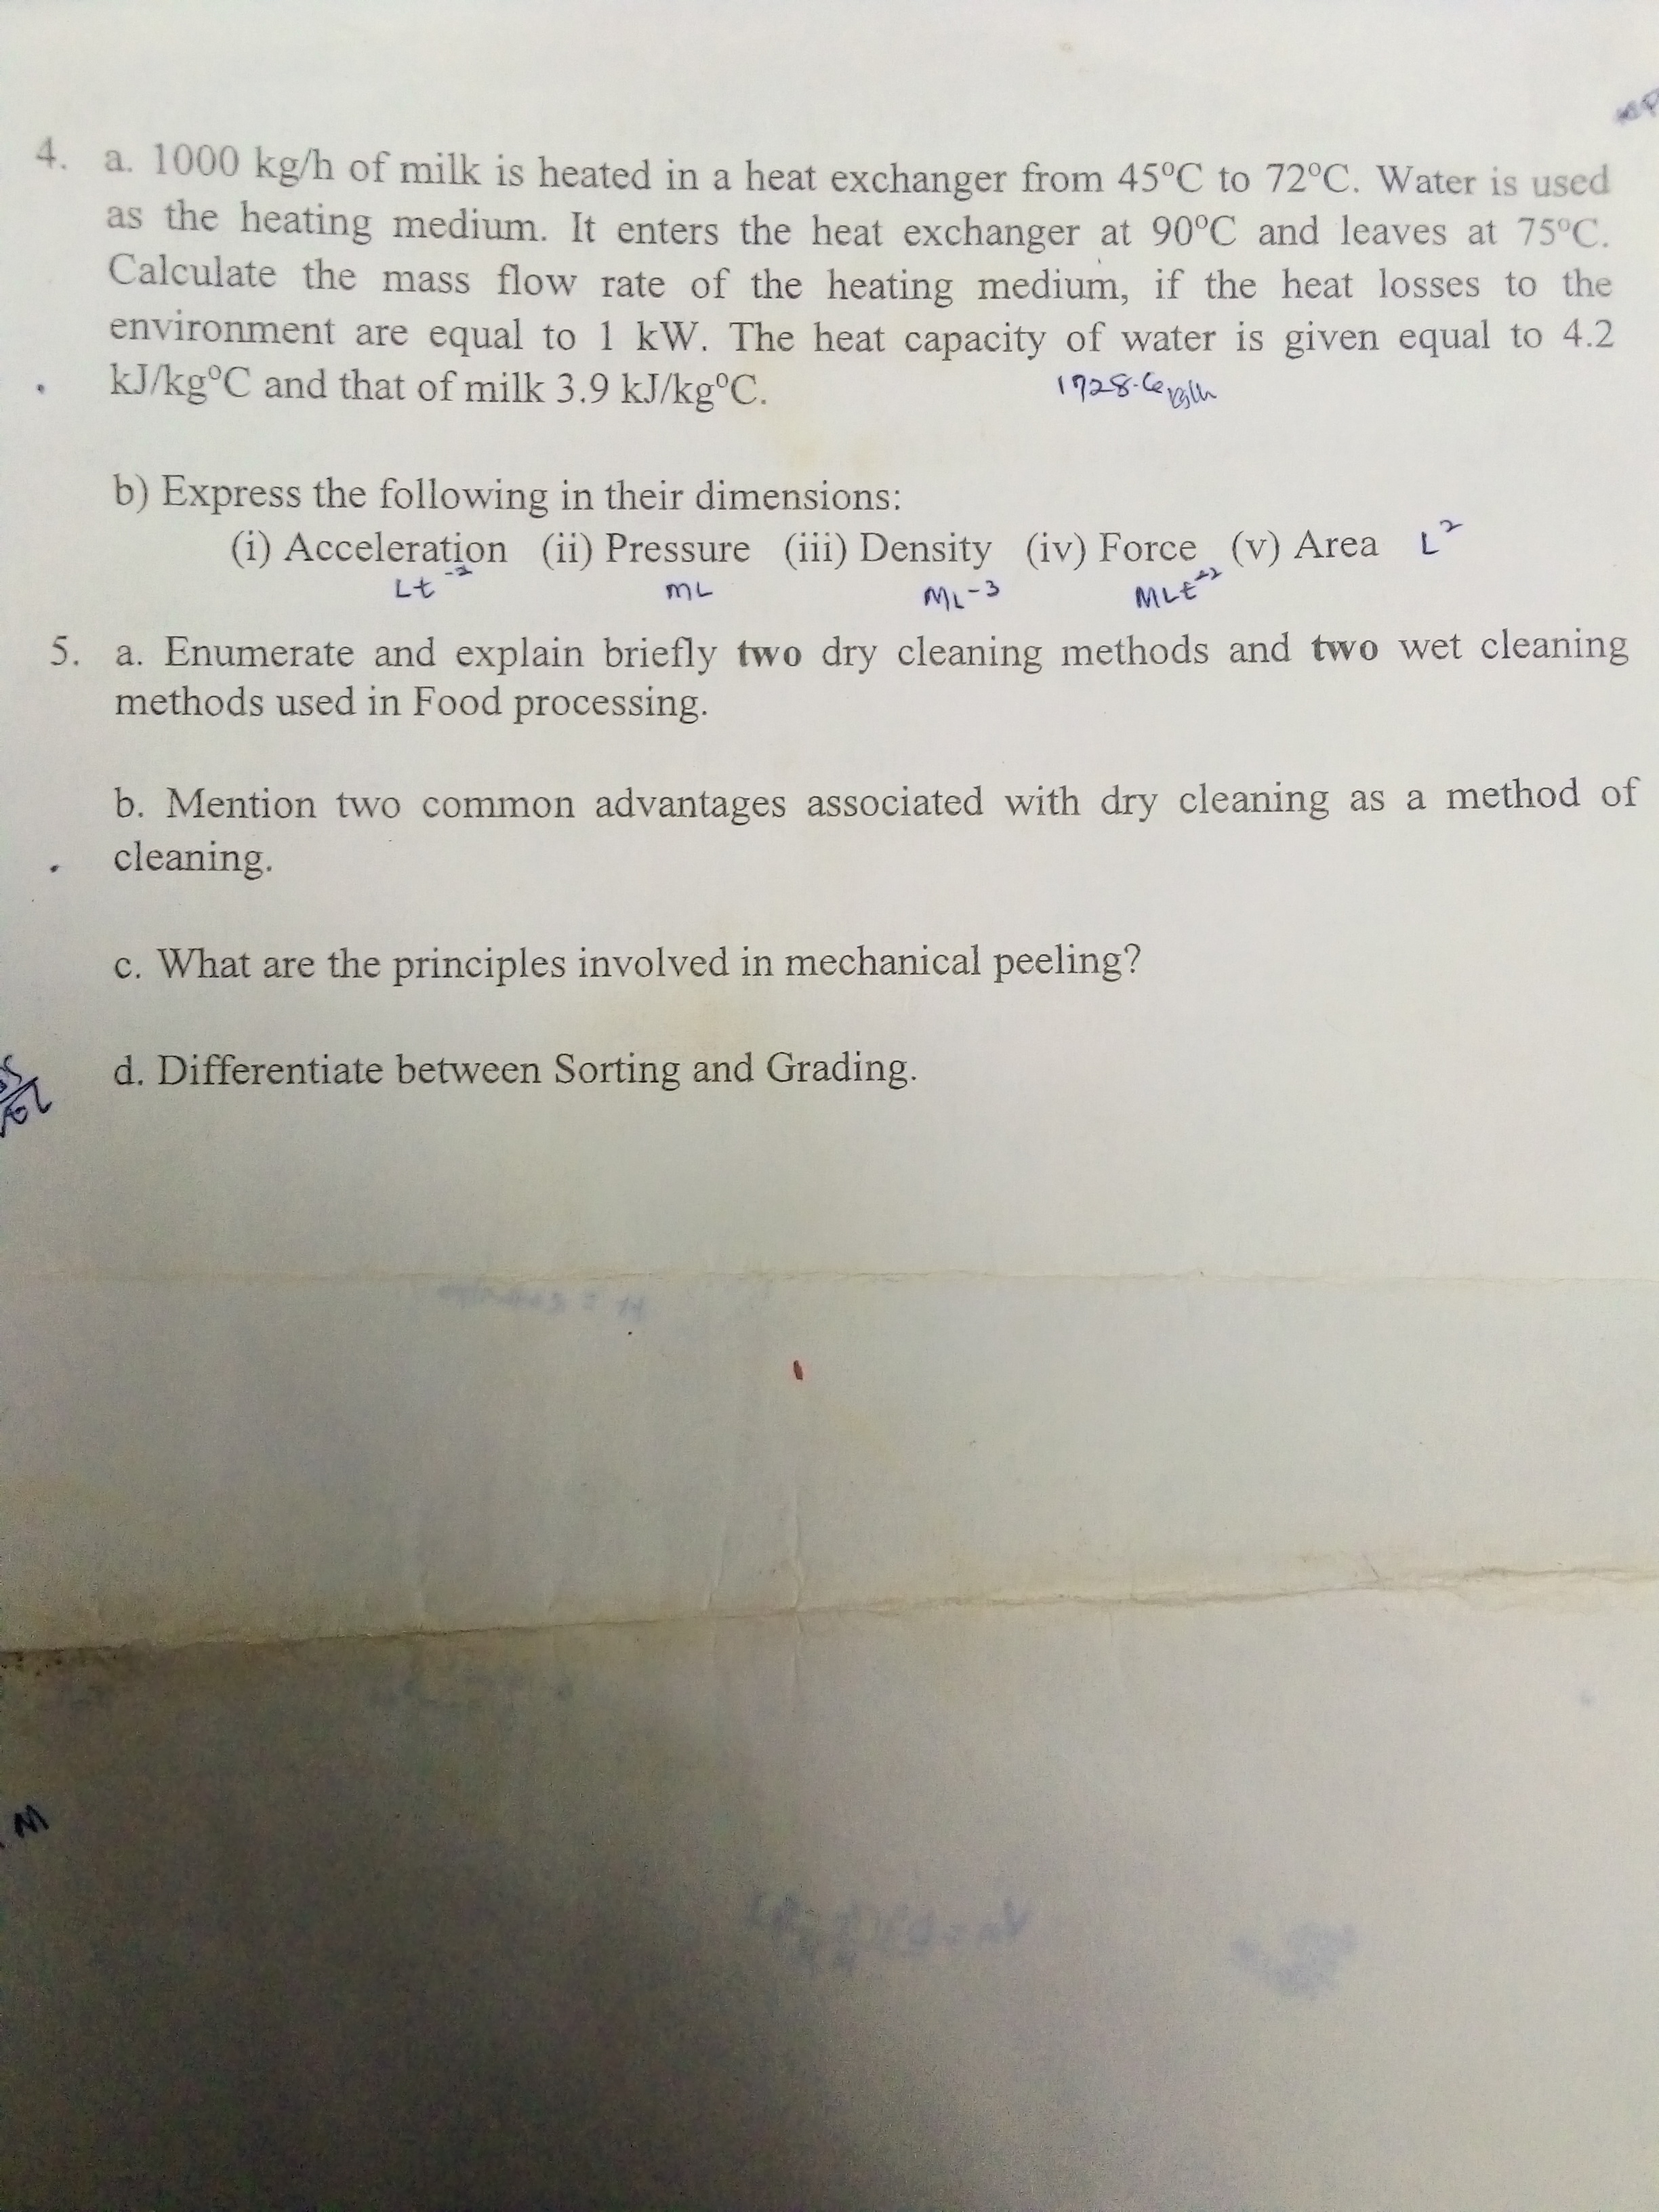 4. a. 1000 kg/h of milk is heated in a heat exchanger from 45°C to 72°C. Water is used
as the heating medium. It enters the heat exchanger at 90°C and leaves at 75°C.
Calculate the mass flow rate of the heating medium, if the heat losses to the
environment are equal to 1 kW. The heat capacity of water is given equal to 4.2
kJ/kg°C and that of milk 3.9 kJ/kg°C.
1728.6 kg/h
b) Express the following in their dimensions:
(i) Acceleration (ii) Pressure (iii) Density (iv) Force (v) Area L²
Lt⁻² ML ML⁻³ MLt⁻²
5. a. Enumerate and explain briefly two dry cleaning methods and two wet cleaning
methods used in Food processing.
b. Mention two common advantages associated with dry cleaning as a method of
cleaning.
c. What are the principles involved in mechanical peeling?
d. Differentiate between Sorting and Grading.
M